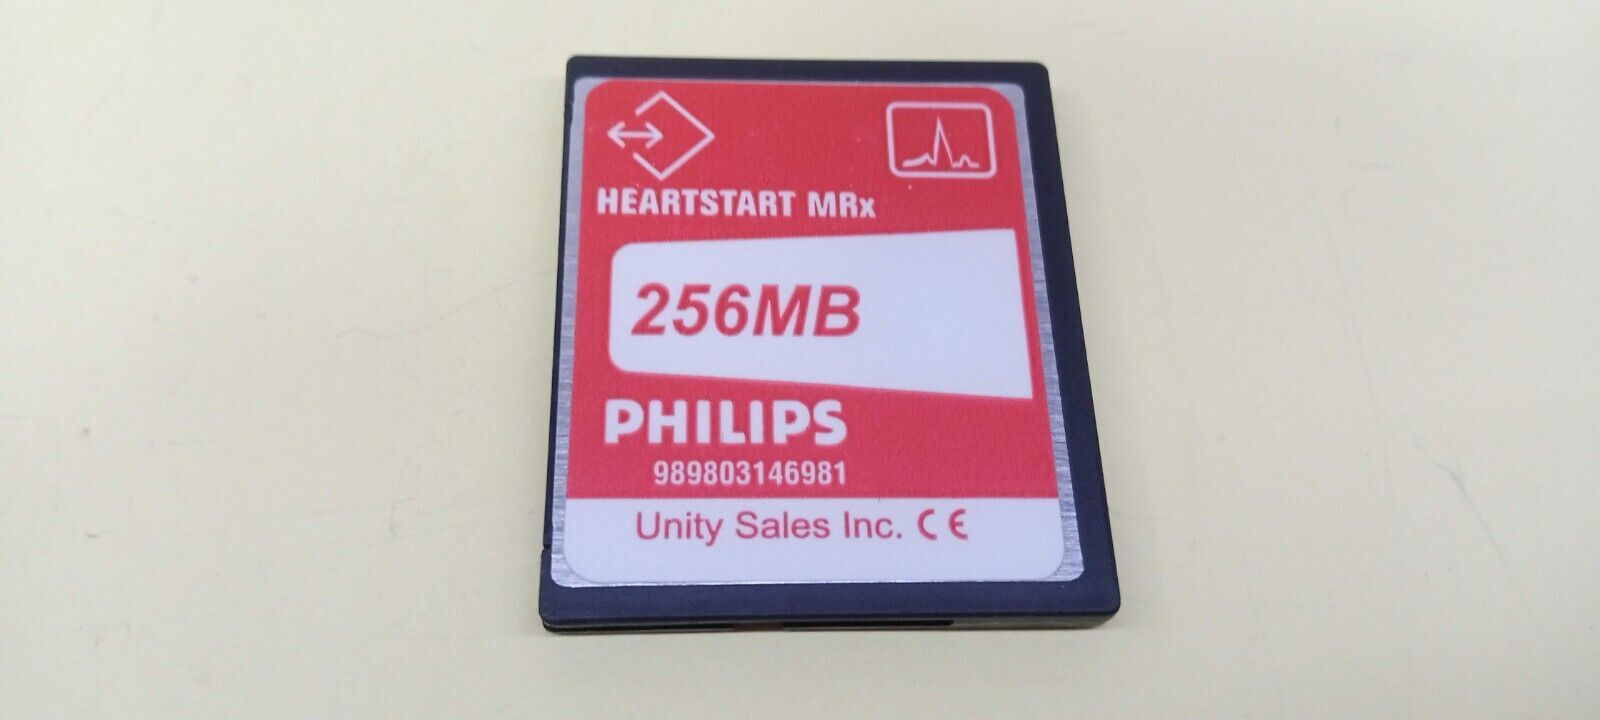 HEARTSTART MRx
256MB
PHILIPS
989803146981
Unity Sales Inc. CE